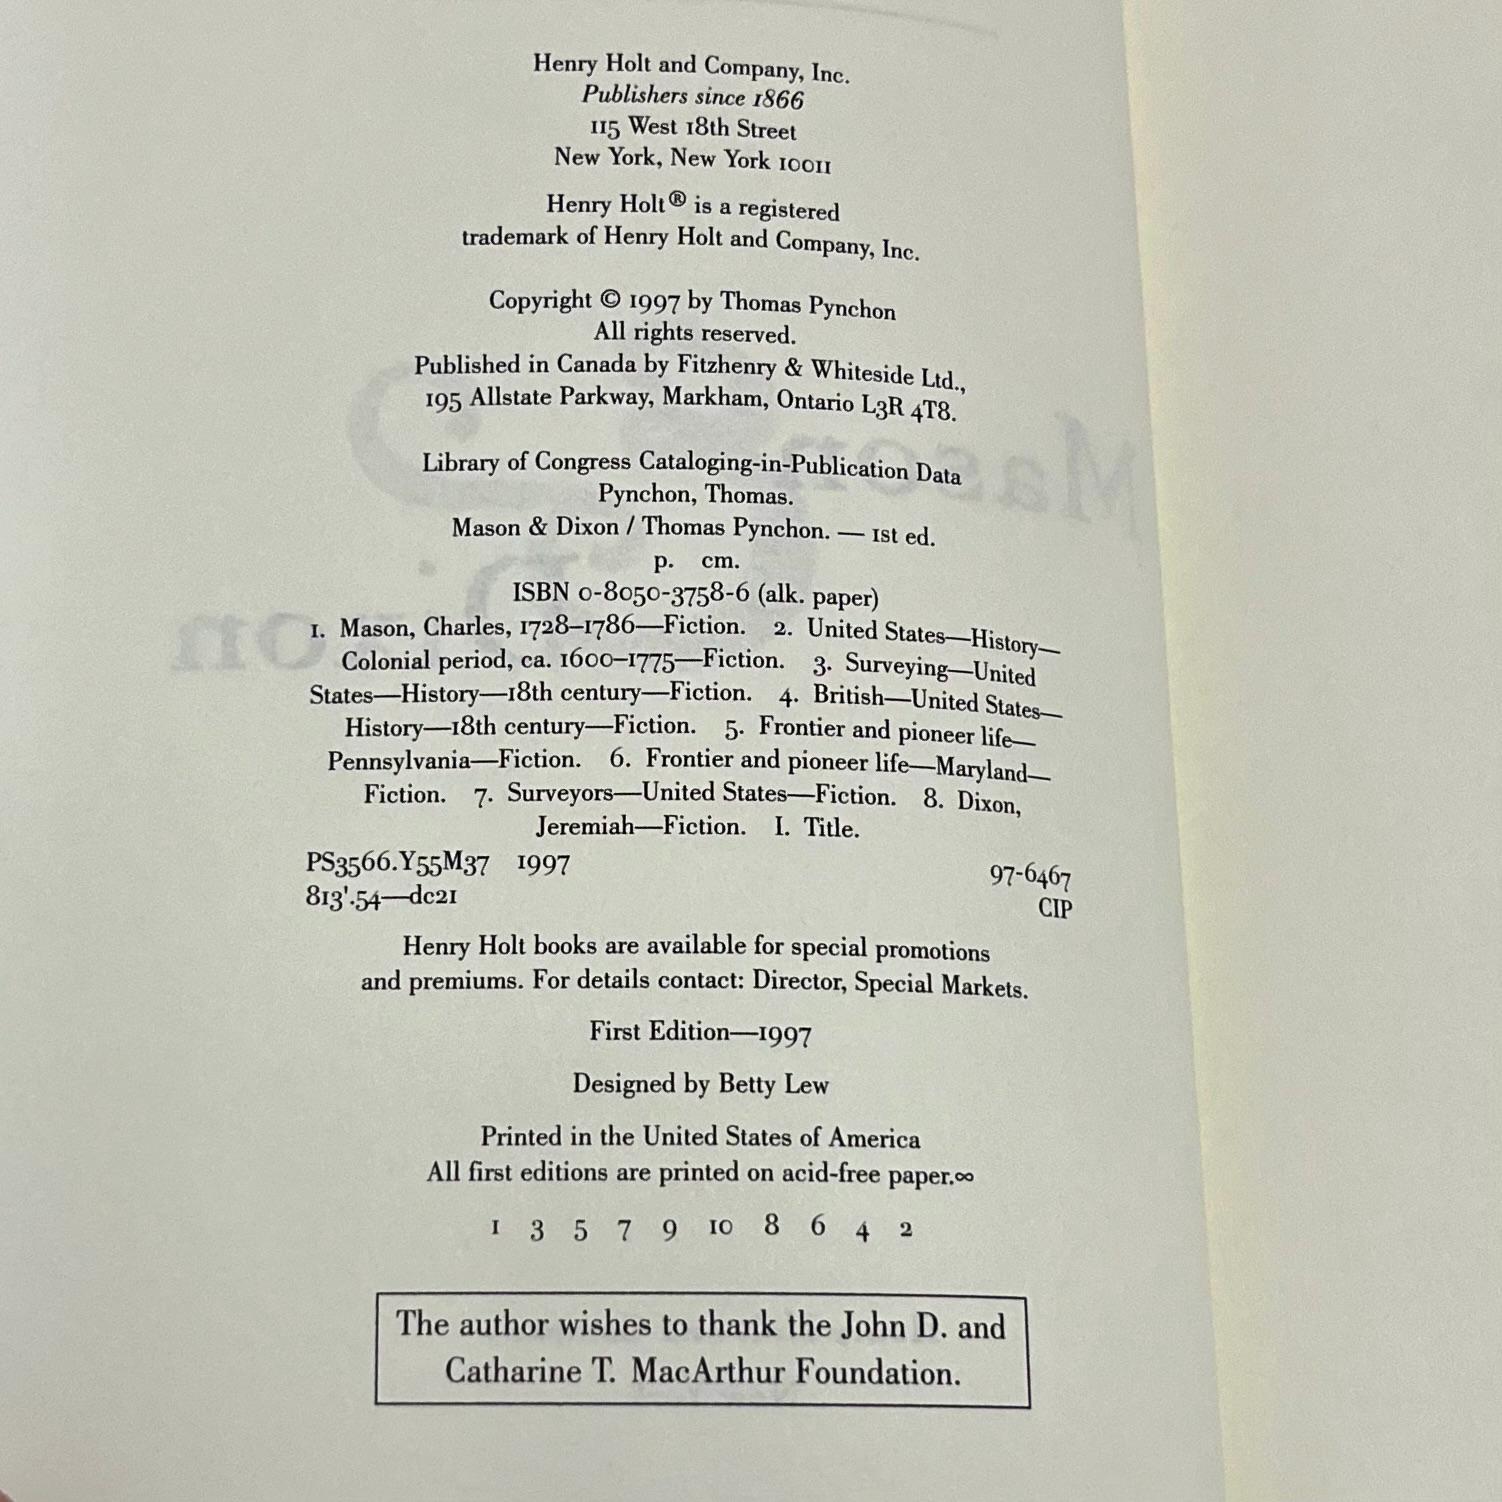 Henry Holt and Company, Inc.
Publishers since 1866
115 West 18th Street
New York, New York 10011
Henry Holt® is a registered
trademark of Henry Holt and Company, Inc.
Copyright © 1997 by Thomas Pynchon
All rights reserved.
Published in Canada by Fitzhenry & Whiteside Ltd.,
195 Allstate Parkway, Markham, Ontario L3R 4T8.
Library of Congress Cataloging-in-Publication Data
Pynchon, Thomas.
Mason & Dixon / Thomas Pynchon. — 1st ed.
p. cm.
ISBN 0-8050-3758-6 (alk. paper)
1. Mason, Charles, 1728–1786—Fiction. 2. United States—History—
Colonial period, ca. 1600–1775—Fiction. 3. Surveying—United
States—History—18th century—Fiction. 4. British—United States—
History—18th century—Fiction. 5. Frontier and pioneer life—
Pennsylvania—Fiction. 6. Frontier and pioneer life—Maryland—
Fiction. 7. Surveyors—United States—Fiction. 8. Dixon,
Jeremiah—Fiction. I. Title.
PS3566.Y55M37 1997 97-6467
813'.54—dc21 CIP
Henry Holt books are available for special promotions
and premiums. For details contact: Director, Special Markets.
First Edition—1997
Designed by Betty Lew
Printed in the United States of America
All first editions are printed on acid-free paper.∞
1 3 5 7 9 10 8 6 4 2
The author wishes to thank the John D. and
Catharine T. MacArthur Foundation.
Mason
&
Dixon